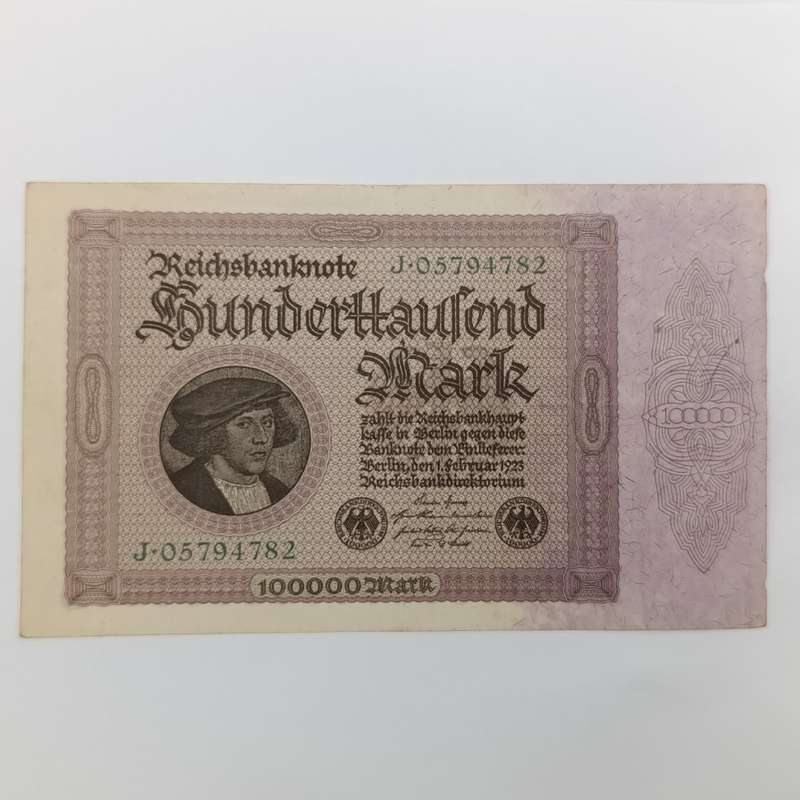 Reichsbanknote J·05794782
Hunderttausend
Mark
zahlt die Reichsbankhaupt-
kasse in Berlin gegen diese
Banknote dem Einlieferer.
Berlin, den 1. Februar 1923
Reichsbankdirektorium
100000
J·05794782
100000 Mark